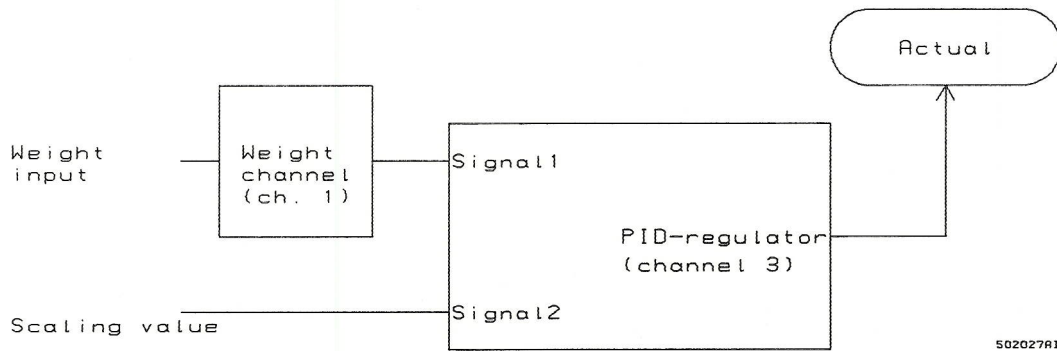 Actual
Weight
input
Weight
channel
(ch. 1)
Signal1
PID-regulator
(channel 3)
Signal2
Scaling value
502027A1